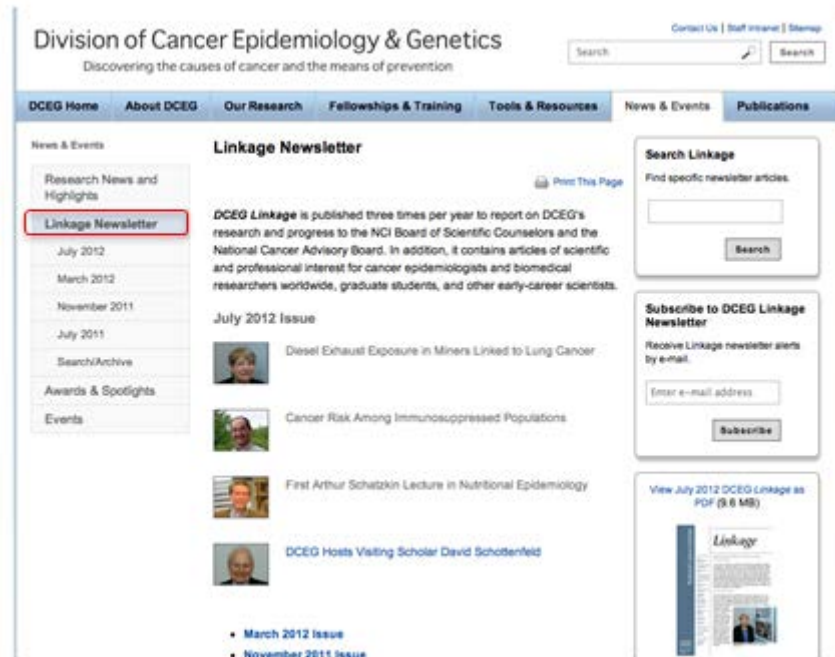 Contact Us | Staff Intranet | Sitemap
Division of Cancer Epidemiology & Genetics
Discovering the causes of cancer and the means of prevention
Search
Search
DCEG Home
About DCEG
Our Research
Fellowships & Training
Tools & Resources
News & Events
Publications
News & Events
Research News and
Highlights
Linkage Newsletter
July 2012
March 2012
November 2011
July 2011
Search/Archive
Awards & Spotlights
Events
Linkage Newsletter
Print This Page
DCEG Linkage is published three times per year to report on DCEG's
research and progress to the NCI Board of Scientific Counselors and the
National Cancer Advisory Board. In addition, it contains articles of scientific
and professional interest for cancer epidemiologists and biomedical
researchers worldwide, graduate students, and other early-career scientists.
July 2012 Issue
Diesel Exhaust Exposure in Miners Linked to Lung Cancer
Cancer Risk Among Immunosuppressed Populations
First Arthur Schatzkin Lecture in Nutritional Epidemiology
DCEG Hosts Visiting Scholar David Schottenfeld
• March 2012 Issue
• November 2011 Issue
Search Linkage
Find specific newsletter articles.
Search
Subscribe to DCEG Linkage
Newsletter
Receive Linkage newsletter alerts
by e-mail.
Enter e-mail address
Subscribe
View July 2012 DCEG Linkage as
PDF (9.6 MB)
Linkage